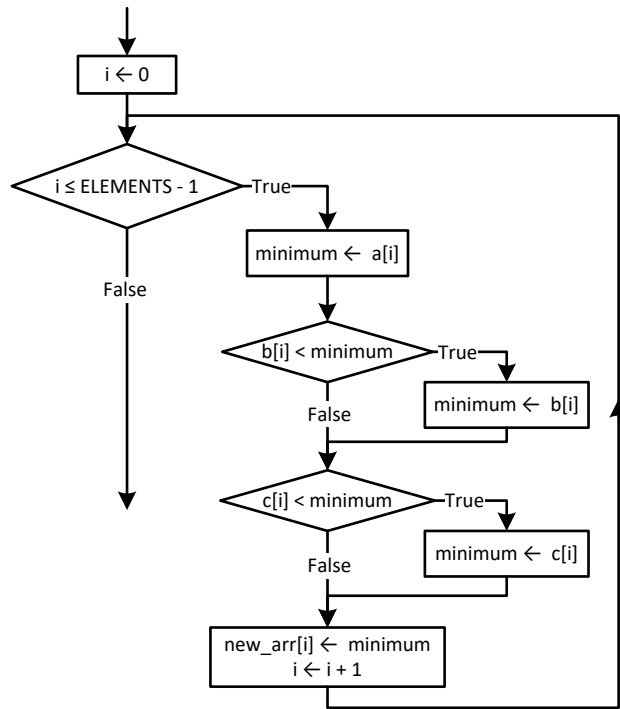 i ← 0
i ≤ ELEMENTS - 1
True
minimum ← a[i]
False
b[i] < minimum
True
minimum ← b[i]
False
c[i] < minimum
True
minimum ← c[i]
False
new_arr[i] ← minimum
i ← i + 1